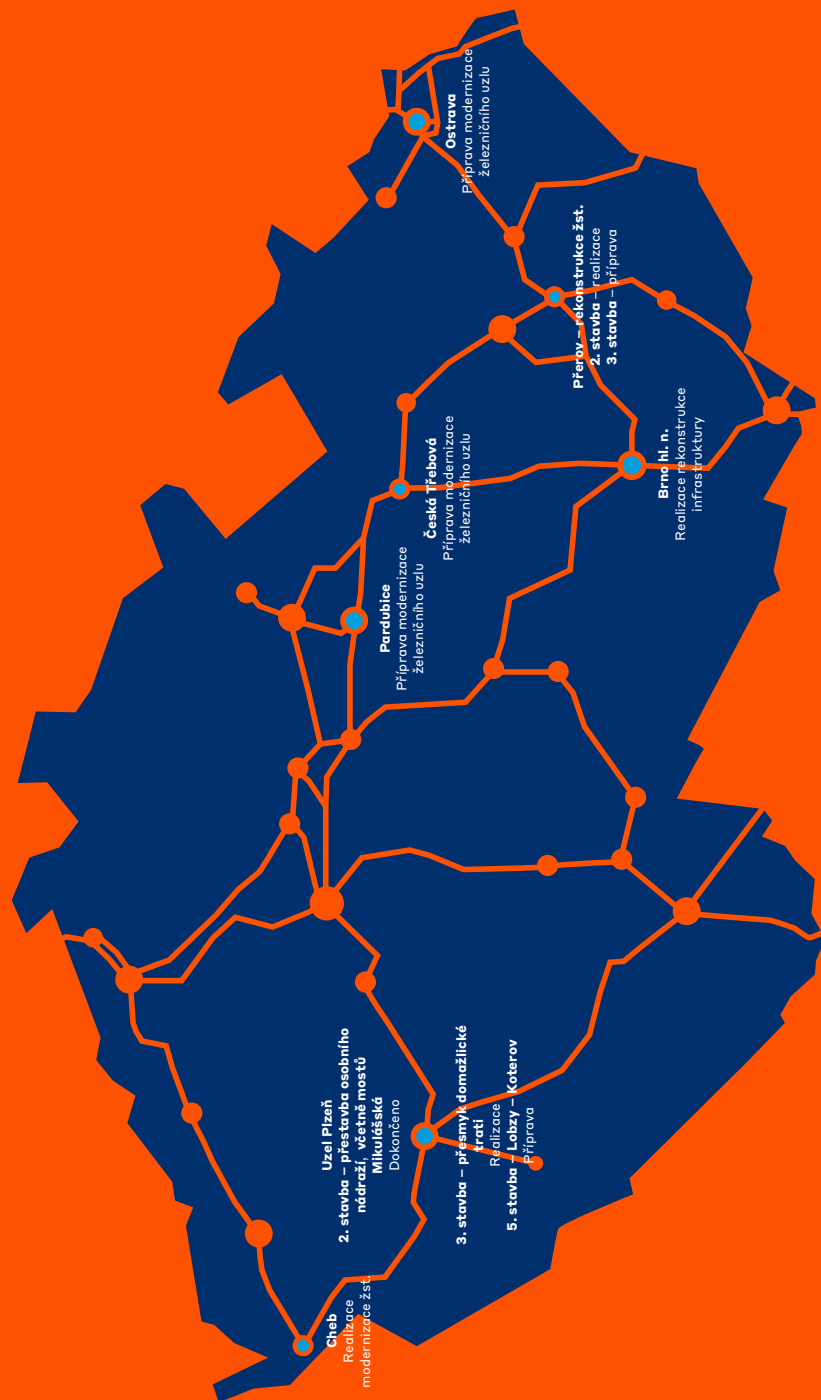 Cheb
Realizace
modernizace žst.
Uzel Plzeň
2. stavba – přestavba osobního
nádraží, včetně mostů
Mikulášská
Dokončeno
3. stavba – přesmyk domažlické
trati
Realizace
5. stavba – Lobzy – Koterov
Příprava
Pardubice
Příprava modernizace
železničního uzlu
Česká Třebová
Příprava modernizace
železničního uzlu
Brno hl. n.
Realizace rekonstrukce
infrastruktury
Přerov – rekonstrukce žst.
2. stavba – realizace
3. stavba – příprava
Ostrava
Příprava modernizace
železničního uzlu